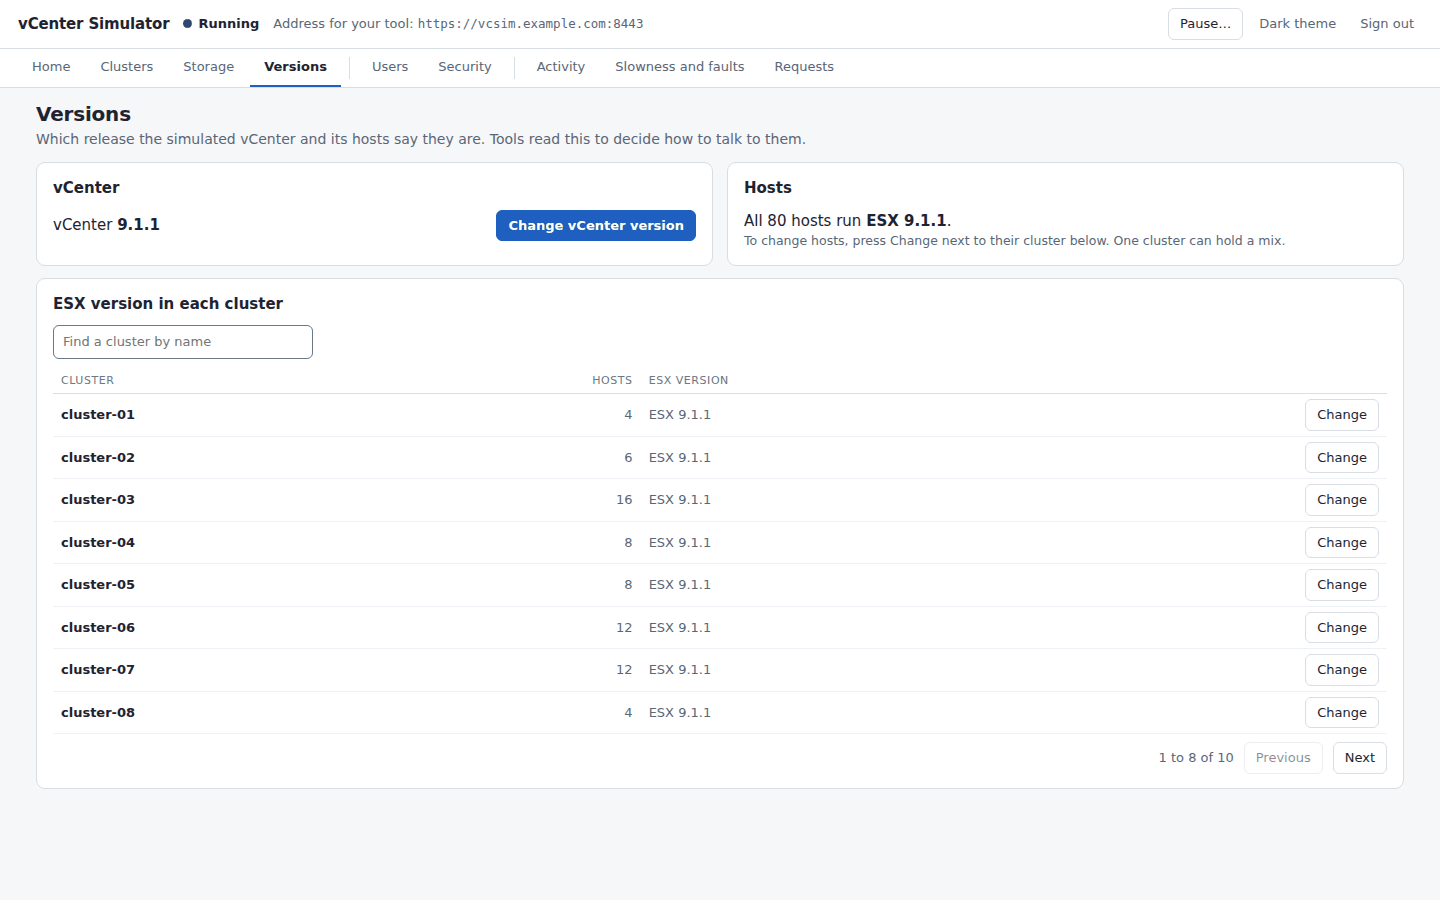 vCenter Simulator Running Address for your tool: https://vcsim.example.com:8443 Pause... Dark theme Sign out
Home Clusters Storage Versions Users Security Activity Slowness and faults Requests
Versions
Which release the simulated vCenter and its hosts say they are. Tools read this to decide how to talk to them.
vCenter
vCenter 9.1.1 Change vCenter version
Hosts
All 80 hosts run ESX 9.1.1.
To change hosts, press Change next to their cluster below. One cluster can hold a mix.
ESX version in each cluster
Find a cluster by name
CLUSTER HOSTS ESX VERSION
cluster-01 4 ESX 9.1.1 Change
cluster-02 6 ESX 9.1.1 Change
cluster-03 16 ESX 9.1.1 Change
cluster-04 8 ESX 9.1.1 Change
cluster-05 8 ESX 9.1.1 Change
cluster-06 12 ESX 9.1.1 Change
cluster-07 12 ESX 9.1.1 Change
cluster-08 4 ESX 9.1.1 Change
1 to 8 of 10 Previous Next